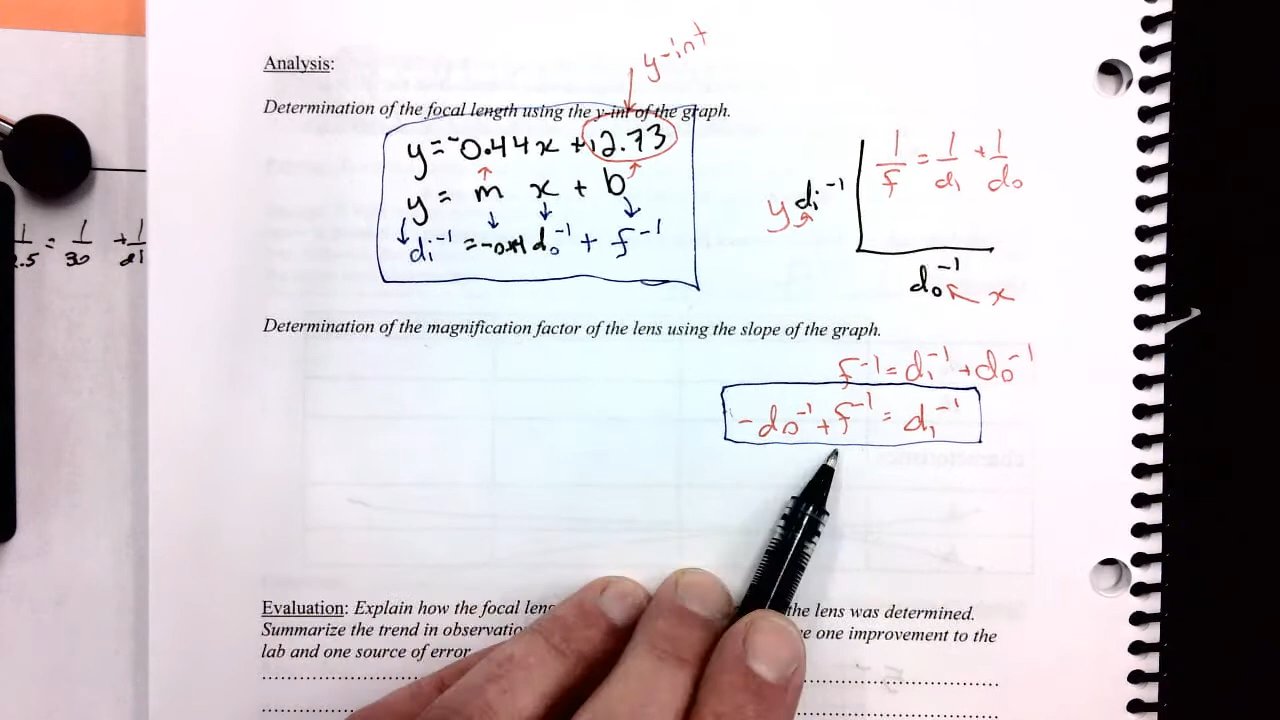 y-int
Analysis:
Determination of the focal length using the y-int of the graph.
y = -0.44x + 12.73
y = m x + b
di⁻¹ = -0.44 do⁻¹ + f⁻¹
1/f = 1/di + 1/do
y di⁻¹
do⁻¹ x
1/ .5 = 1/30 + 1/di
Determination of the magnification factor of the lens using the slope of the graph.
f⁻¹ = di⁻¹ + do⁻¹
-do⁻¹ + f⁻¹ = di⁻¹
Evaluation: Explain how the focal the lens was determined.
Summarize the trend in one improvement to the
lab and one source of error